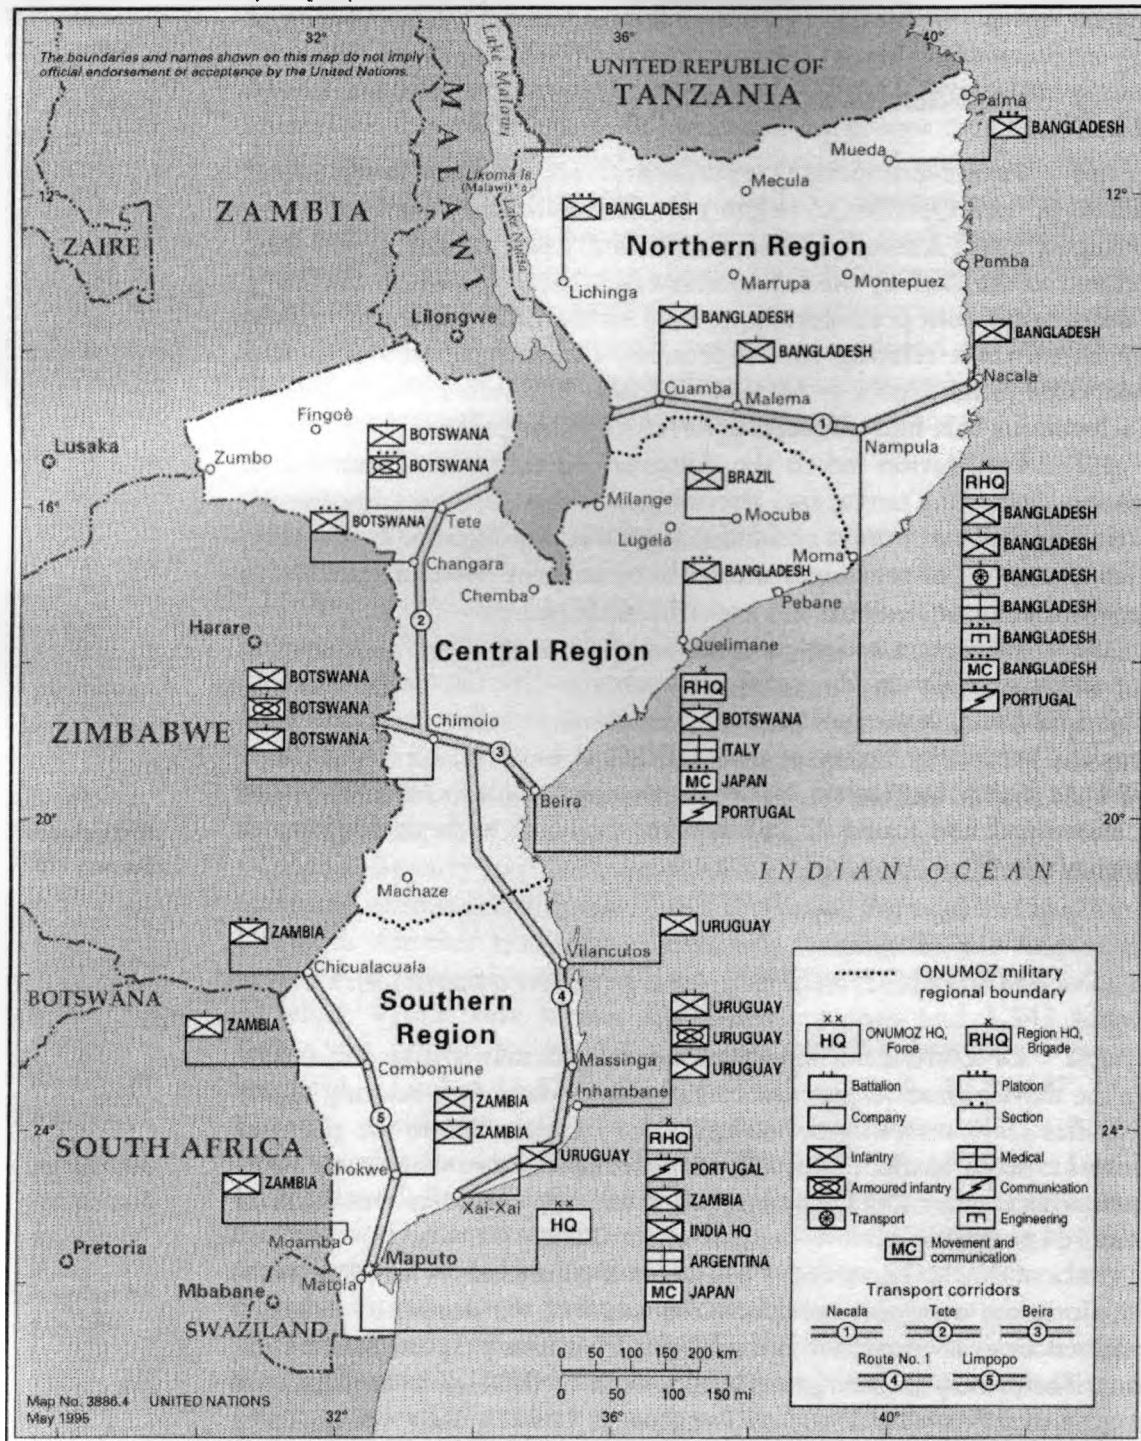 32°
36°
40°
The boundaries and names shown on this map do not imply
official endorsement or acceptance by the United Nations.
UNITED REPUBLIC OF
TANZANIA
MALAWI
Lake Malawi
Palma
BANGLADESH
Mueda
Mecula
Likoma Is.
(Malawi)
12°
12°
ZAMBIA
ZAIRE
BANGLADESH
Lake Nyasa
Northern Region
Pemba
Lichinga
Marrupa
Montepuez
Lilongwe
BANGLADESH
BANGLADESH
BANGLADESH
Nacala
Cuamba
Malema
1
Nampula
Fingoè
BOTSWANA
BOTSWANA
Lusaka
Zumbo
RHQ
BANGLADESH
BANGLADESH
BANGLADESH
BANGLADESH
BANGLADESH
MC BANGLADESH
PORTUGAL
BRAZIL
Milange
Mocuba
16°
16°
BOTSWANA
Tete
Lugela
Moma
Changara
BANGLADESH
Chemba
Pebane
2
Harare
Central Region
Quelimane
BOTSWANA
BOTSWANA
BOTSWANA
RHQ
BOTSWANA
ITALY
MC JAPAN
PORTUGAL
ZIMBABWE
Chimoio
3
Beira
20°
20°
INDIAN OCEAN
Machaze
ZAMBIA
URUGUAY
Vilanculos
Chicualacuala
BOTSWANA
Southern
Region
4
URUGUAY
URUGUAY
URUGUAY
ZAMBIA
Combomune
Massinga
Inhambane
5
ZAMBIA
ZAMBIA
24°
24°
SOUTH AFRICA
Chokwe
URUGUAY
RHQ
PORTUGAL
ZAMBIA
INDIA HQ
ARGENTINA
MC JAPAN
ZAMBIA
Xai-Xai
HQ
Moamba
Pretoria
Maputo
Matola
Mbabane
SWAZILAND
ONUMOZ military
regional boundary
HQ
ONUMOZ HQ,
Force
RHQ
Region HQ,
Brigade
Battalion
Platoon
Company
Section
Infantry
Medical
Armoured infantry
Communication
Transport
Engineering
MC
Movement and
communication
Transport corridors
Nacala
Tete
Beira
1
2
3
Route No. 1
Limpopo
4
5
0 50 100 150 200 km
0 50 100 150 mi
Map No. 3886.4 UNITED NATIONS
May 1995
32°
36°
40°